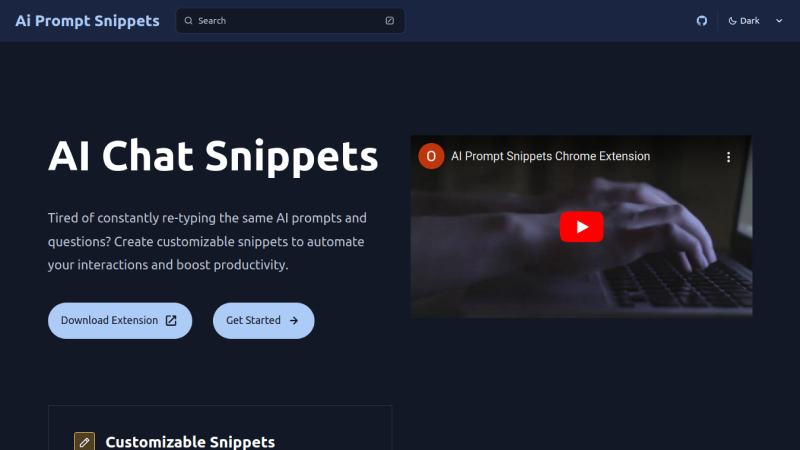 Ai Prompt Snippets
Search
Dark
AI Chat Snippets
Tired of constantly re-typing the same AI prompts and
questions? Create customizable snippets to automate
your interactions and boost productivity.
Download Extension
Get Started
O
AI Prompt Snippets Chrome Extension
Customizable Snippets